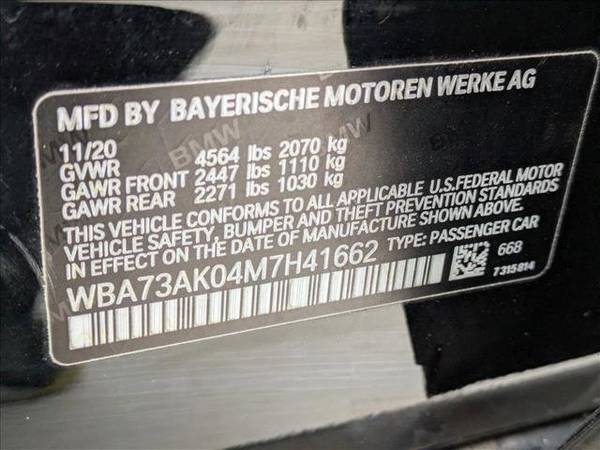 MFD BY BAYERISCHE MOTOREN WERKE AG
11/20
GVWR 4564 lbs 2070 kg
GAWR FRONT 2447 lbs 1110 kg
GAWR REAR 2271 lbs 1030 kg
THIS VEHICLE CONFORMS TO ALL APPLICABLE U.S.FEDERAL MOTOR
VEHICLE SAFETY, BUMPER AND THEFT PREVENTION STANDARDS
IN EFFECT ON THE DATE OF MANUFACTURE SHOWN ABOVE.
WBA73AK04M7H41662 TYPE: PASSENGER CAR
668
7315814
BMW